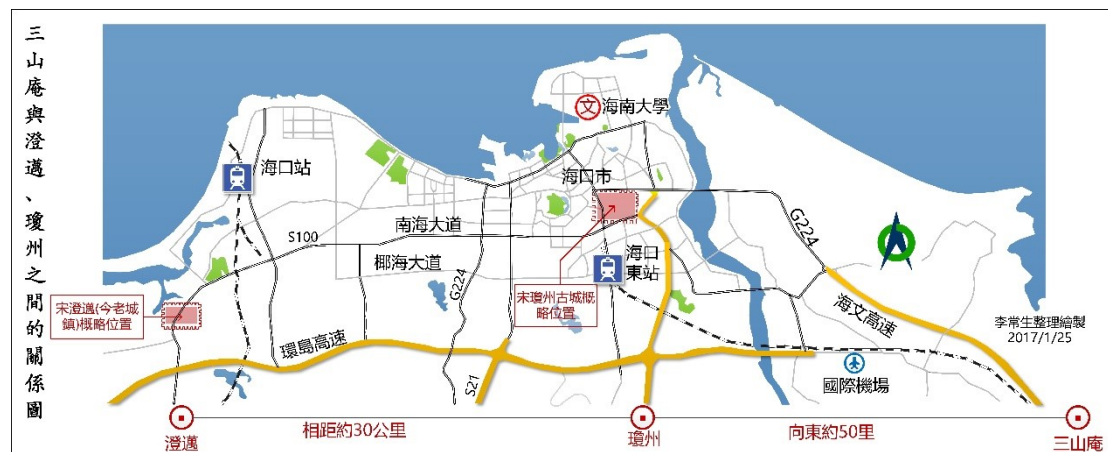 三山庵與澄邁、瓊州之間的關係圖
文
海南大學
海口站
海口市
南海大道
S100
椰海大道
G224
G224
海口
東站
宋澄邁(今老城
鎮)概略位置
宋瓊州古城概
略位置
海文高速
李常生整理繪製
2017/1/25
環島高速
S21
國際機場
澄邁
相距約30公里
瓊州
向東約50里
三山庵